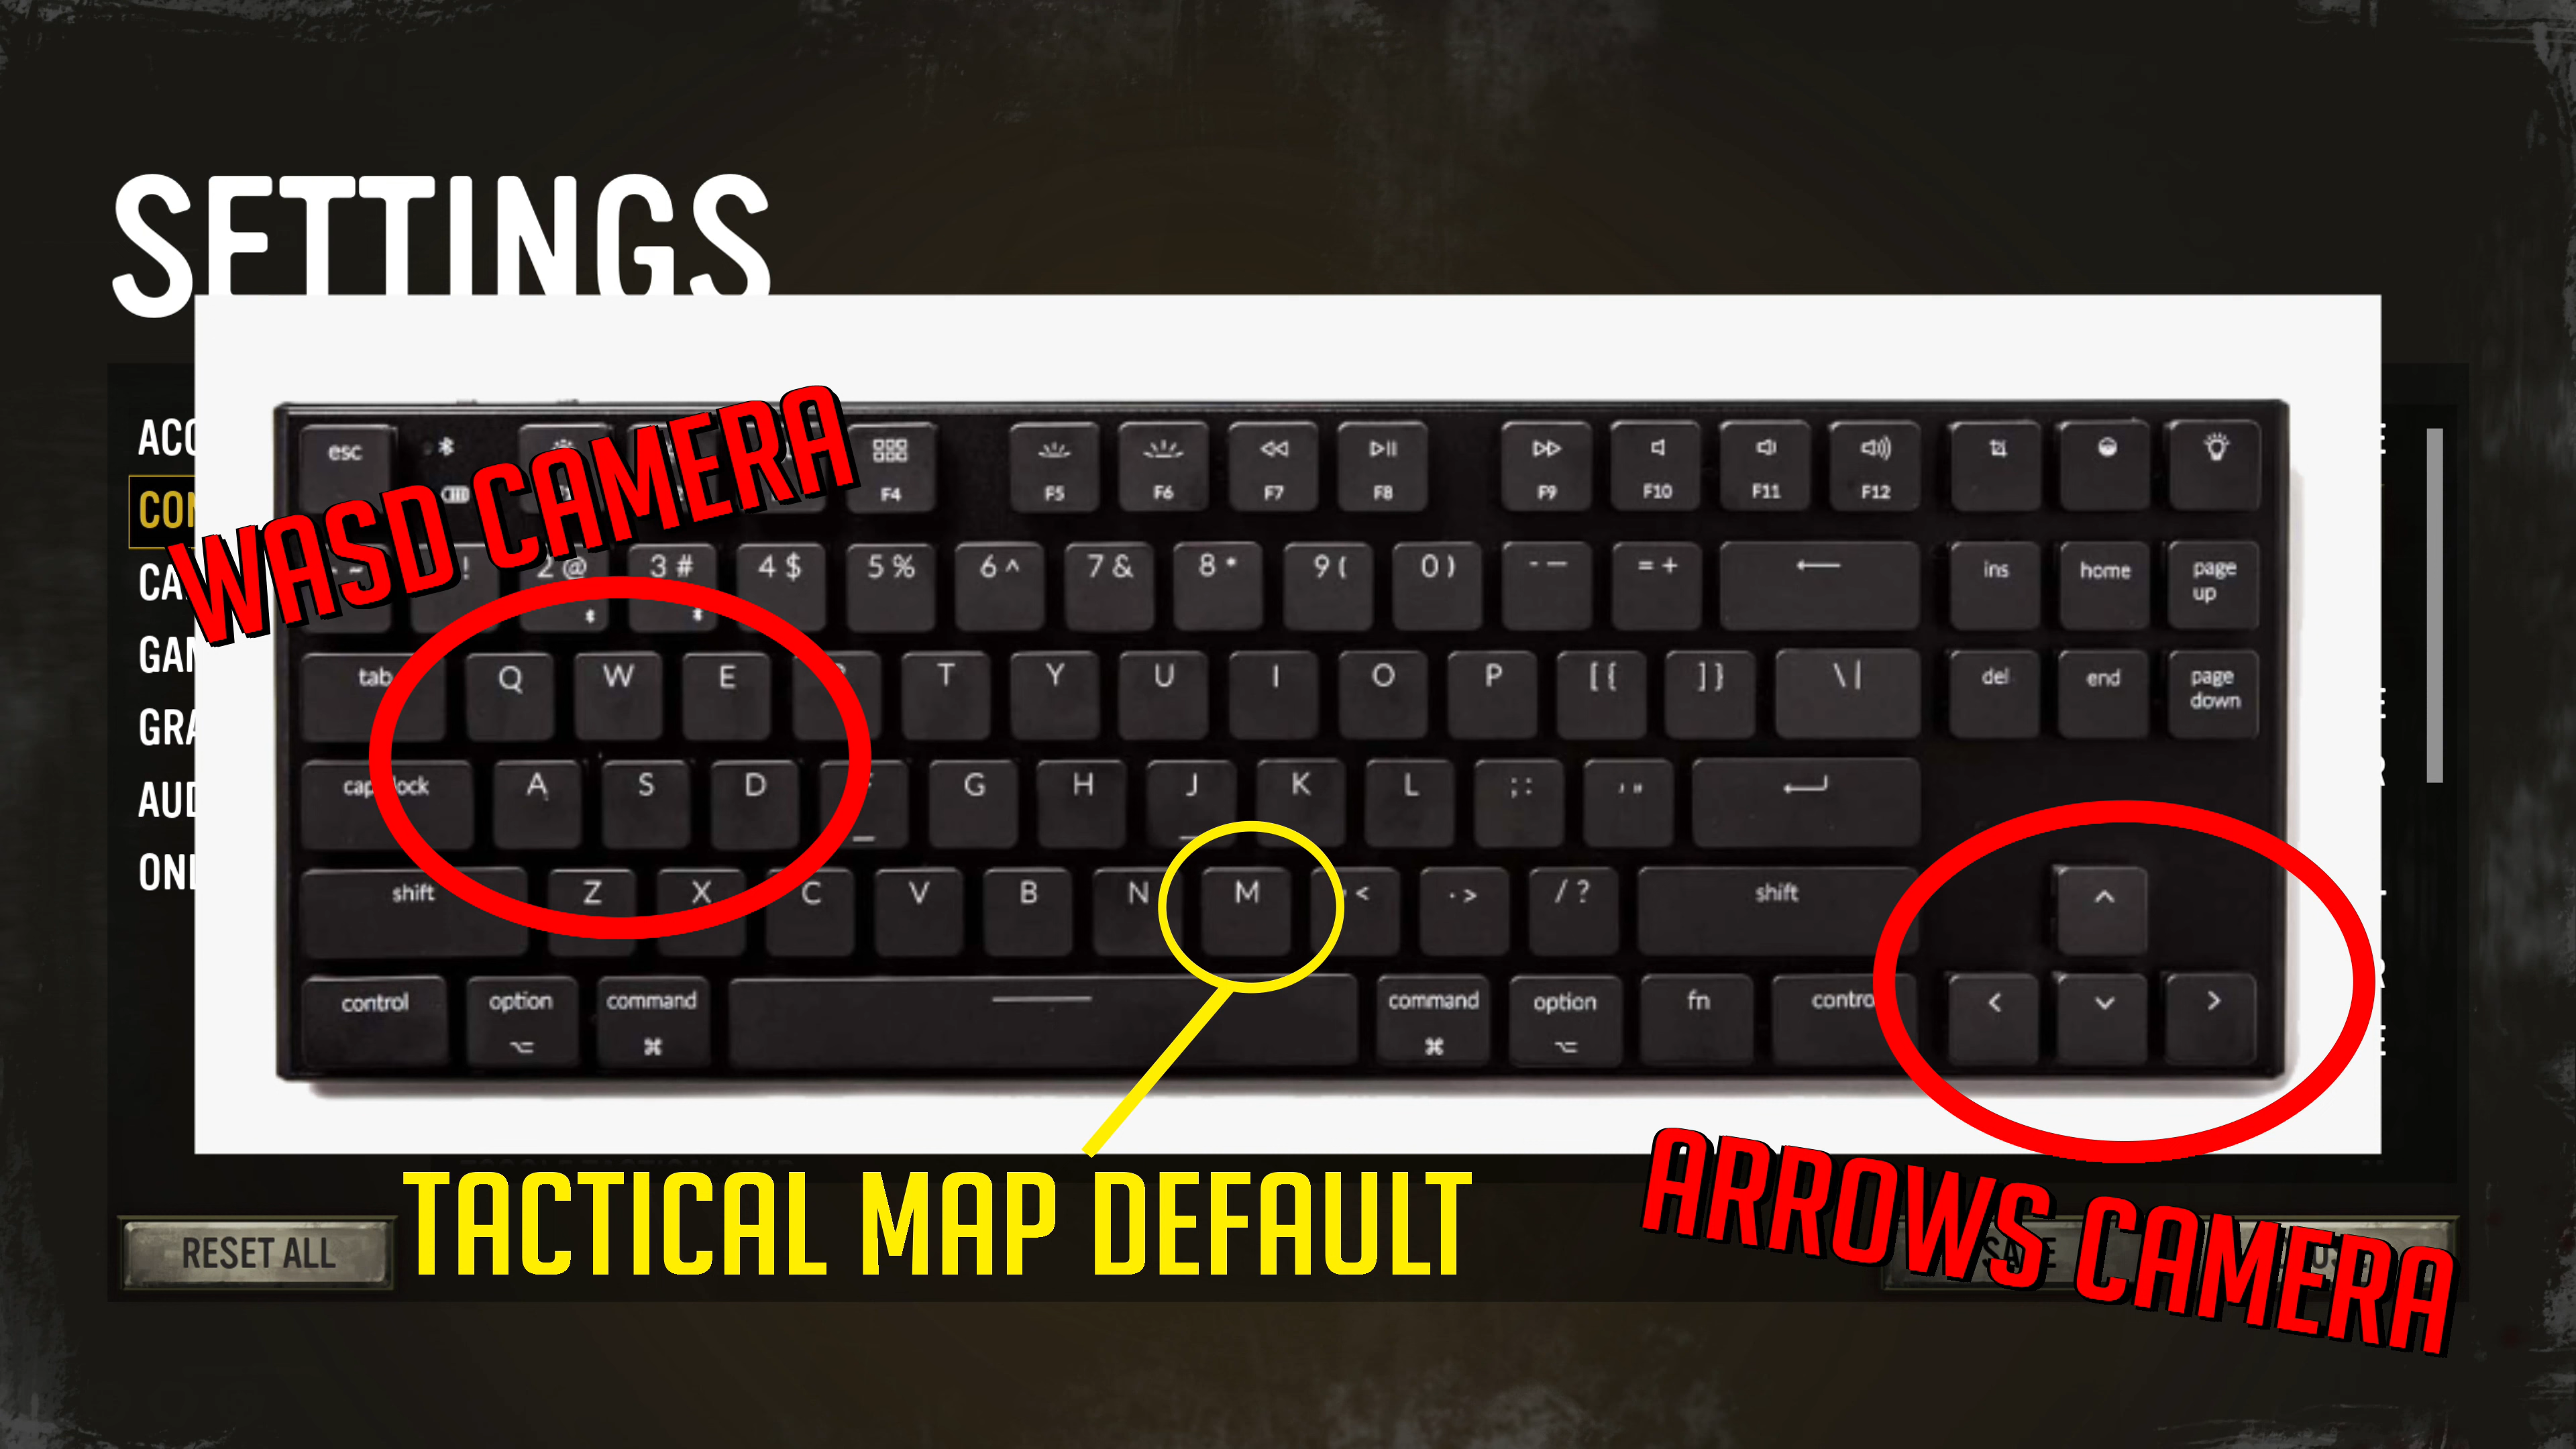 SETTINGS
WASD CAMERA
esc
F4
F5
F6
F7
F8
F9
F10
F11
F12
2 @
3 #
4 $
5 %
6 ^
7 &
8 *
9 (
0 )
- —
= +
ins
home
page up
tab
Q
W
E
T
Y
U
I
O
P
[ {
] }
\ |
del
end
page down
A
S
D
G
H
J
K
L
; :
shift
Z
X
C
V
B
N
M
<
. >
/ ?
shift
control
option
command
command
option
fn
TACTICAL MAP DEFAULT
ARROWS CAMERA
RESET ALL